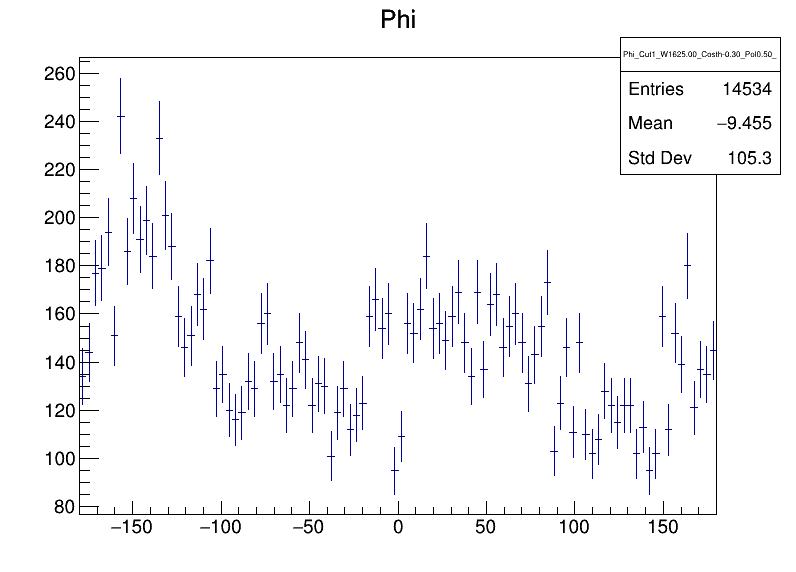 Phi
Phi_Cut1_W1625.00_Costh-0.30_Pol0.50_
Entries 14534
Mean −9.455
Std Dev 105.3
260
240
220
200
180
160
140
120
100
80
−150 −100 −50 0 50 100 150